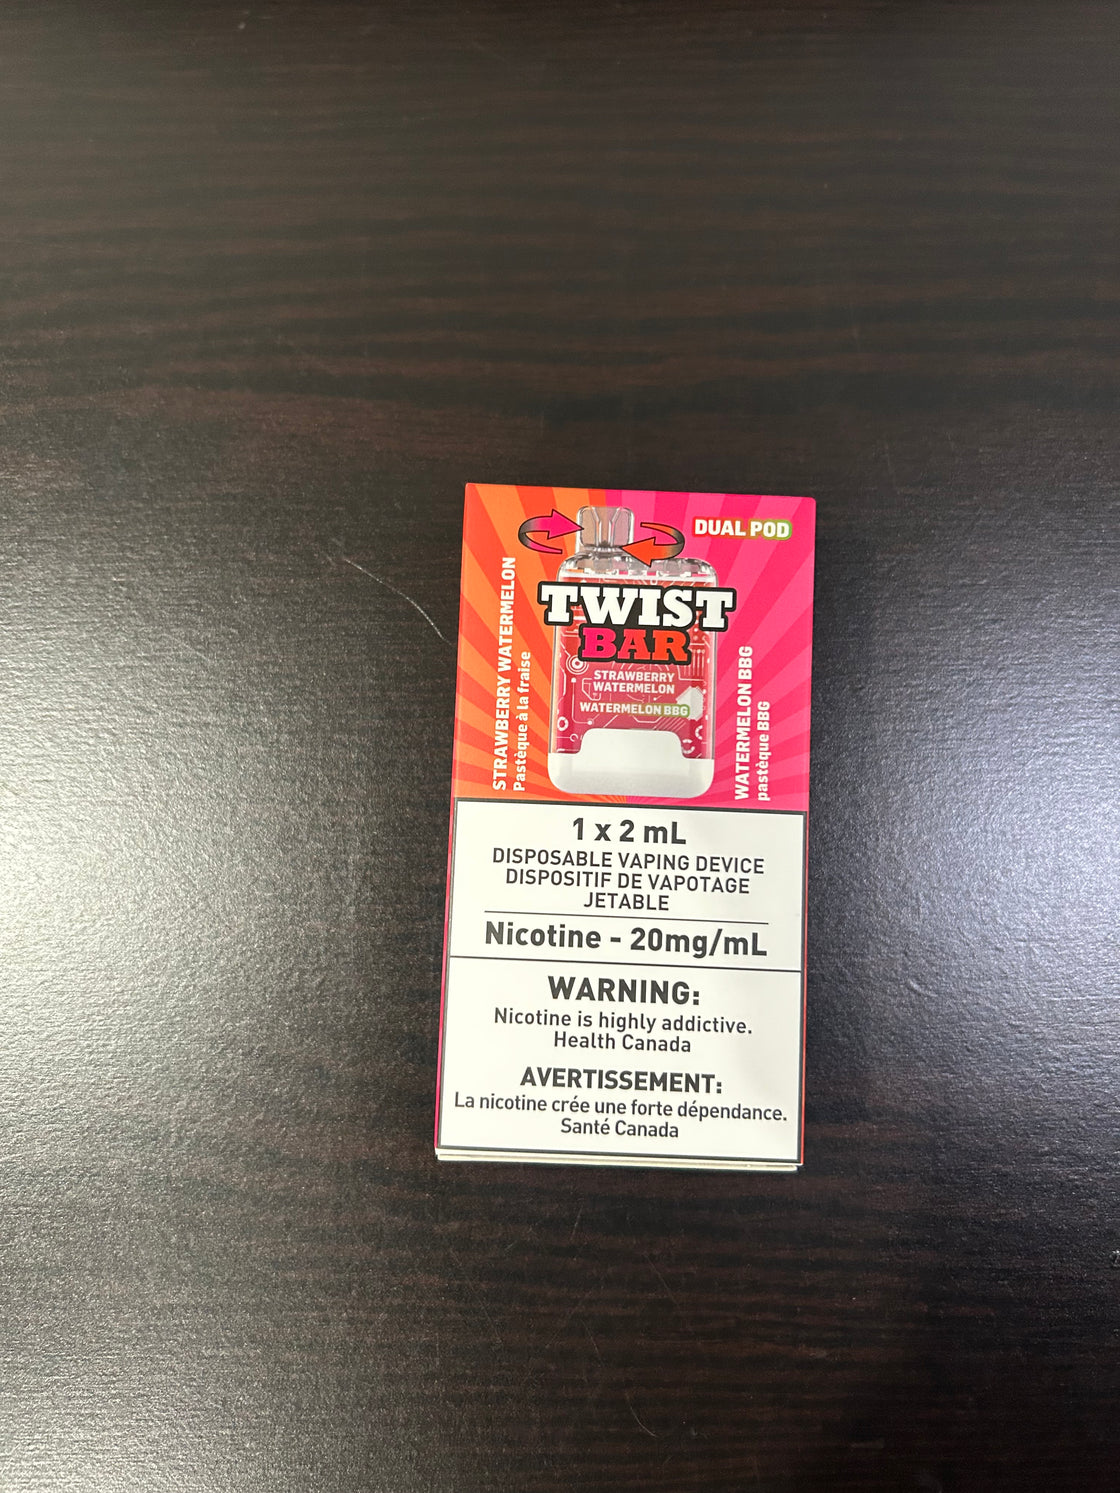 DUAL POD
TWIST
BAR
STRAWBERRY
WATERMELON
WATERMELON BBG
STRAWBERRY WATERMELON
Pastèque à la fraise
WATERMELON BBG
pastèque BBG
1 x 2 mL
DISPOSABLE VAPING DEVICE
DISPOSITIF DE VAPOTAGE
JETABLE
Nicotine - 20mg/mL
WARNING:
Nicotine is highly addictive.
Health Canada
AVERTISSEMENT:
La nicotine crée une forte dépendance.
Santé Canada